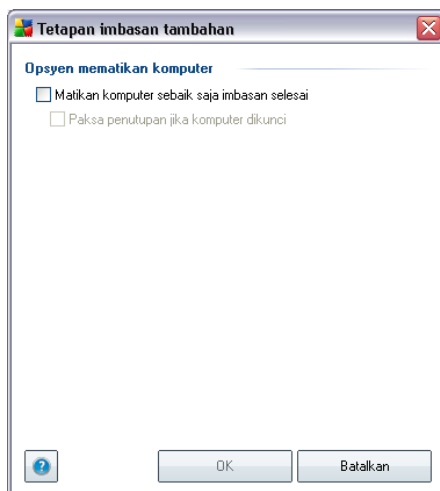 Tetapan imbasan tambahan
Opsyen mematikan komputer
Matikan komputer sebaik saja imbasan selesai
Paksa penutupan jika komputer dikunci
?
OK
Batalkan